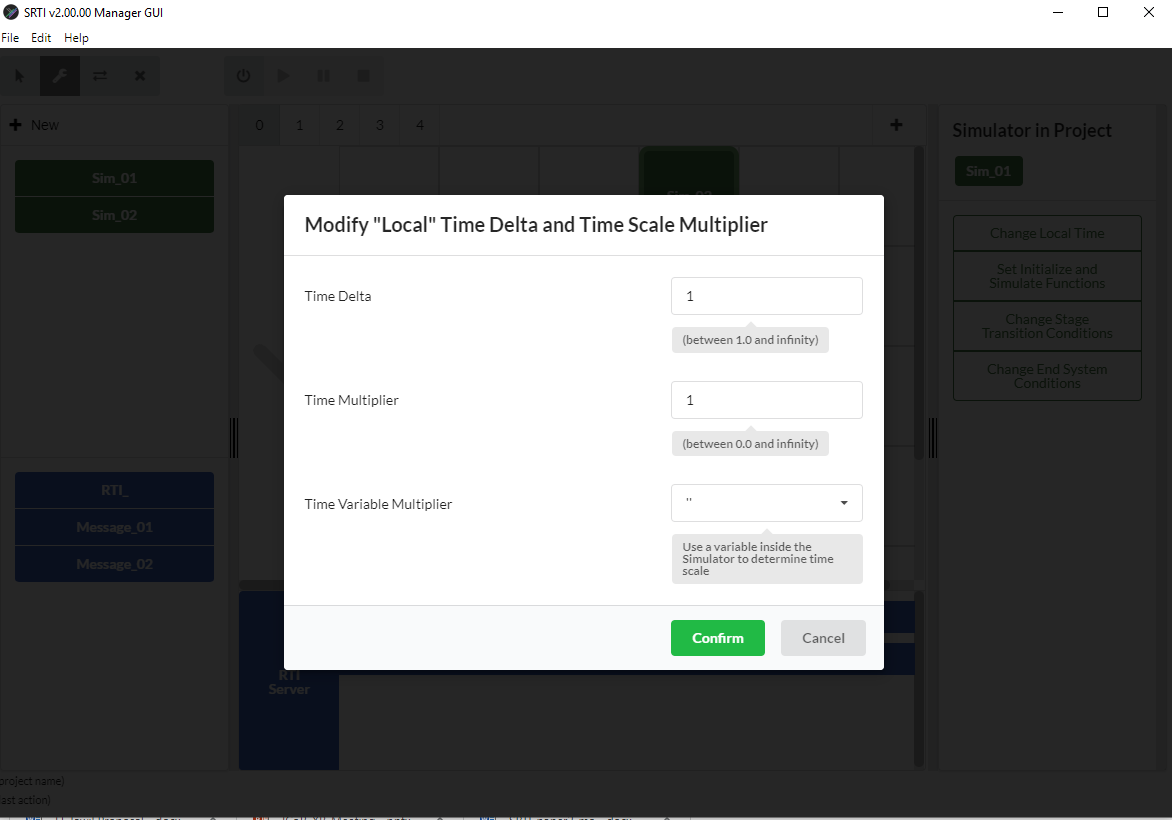 SRTI v2.00.00 Manager GUI
File Edit Help
New
0 1 2 3 4
Simulator in Project
Sim_01
Sim_01
Sim_02
Sim_02
Modify "Local" Time Delta and Time Scale Multiplier
Change Local Time
Set Initialize and
Simulate Functions
Change Stage
Transition Conditions
Change End System
Conditions
Time Delta
1
(between 1.0 and infinity)
Time Multiplier
1
(between 0.0 and infinity)
Time Variable Multiplier
''
Use a variable inside the
Simulator to determine time
scale
RTI_
Message_01
Message_02
Confirm Cancel
RTI
Server
project name)
last action)